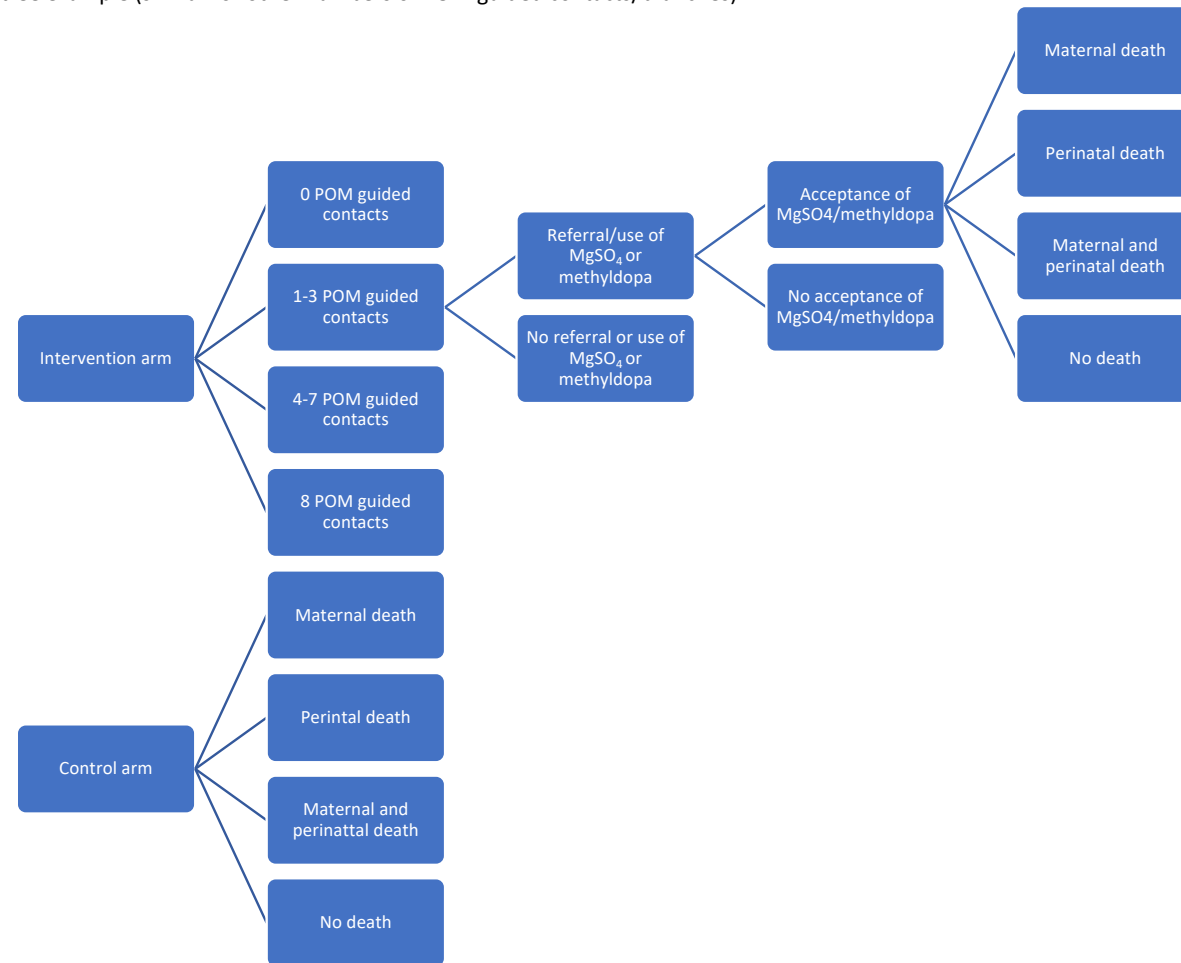 Maternal death
Perinatal death
0 POM guided
contacts
Acceptance of
MgSO4/methyldopa
Referral/use of
MgSO₄ or
methyldopa
Maternal and
perinatal death
1-3 POM guided
contacts
No acceptance of
MgSO4/methyldopa
Intervention arm
No referral or use of
MgSO₄ or
methyldopa
No death
4-7 POM guided
contacts
8 POM guided
contacts
Maternal death
Perintal death
Control arm
Maternal and
perinattal death
No death